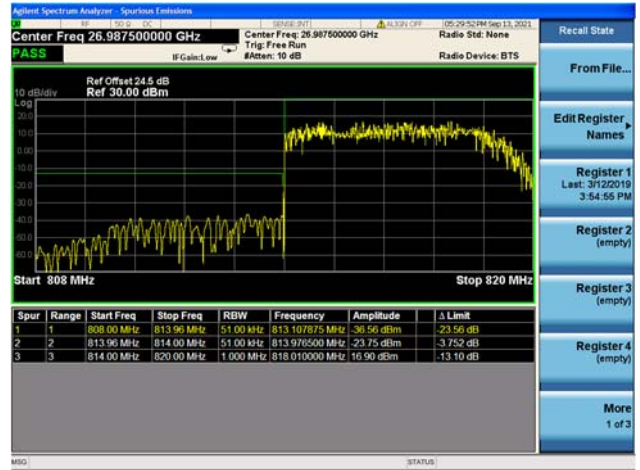 Agilent Spectrum Analyzer - Spurious Emissions
RF 50 Ω DC SENSE:INT ALIGN OFF 05:29:52 PM Sep 13, 2021
Center Freq 26.987500000 GHz Center Freq: 26.987500000 GHz Radio Std: None
Trig: Free Run
PASS IFGain:Low #Atten: 10 dB Radio Device: BTS
Ref Offset 24.5 dB
10 dB/div Ref 30.00 dBm
Log
20.0
10.0
0.00
-10.0
-20.0
-30.0
-40.0
-50.0
-60.0
Start 808 MHz Stop 820 MHz
Spur Range Start Freq Stop Freq RBW Frequency Amplitude Δ Limit
1 1 808.00 MHz 813.96 MHz 51.00 kHz 813.107875 MHz -36.56 dBm -23.56 dB
2 2 813.96 MHz 814.00 MHz 51.00 kHz 813.976500 MHz -23.75 dBm -3.752 dB
3 3 814.00 MHz 820.00 MHz 1.000 MHz 818.010000 MHz 16.90 dBm -13.10 dB
Recall State
From File...
Edit Register
Names
Register 1
Last: 3/12/2019
3:54:55 PM
Register 2
(empty)
Register 3
(empty)
Register 4
(empty)
More
1 of 3
MSG STATUS